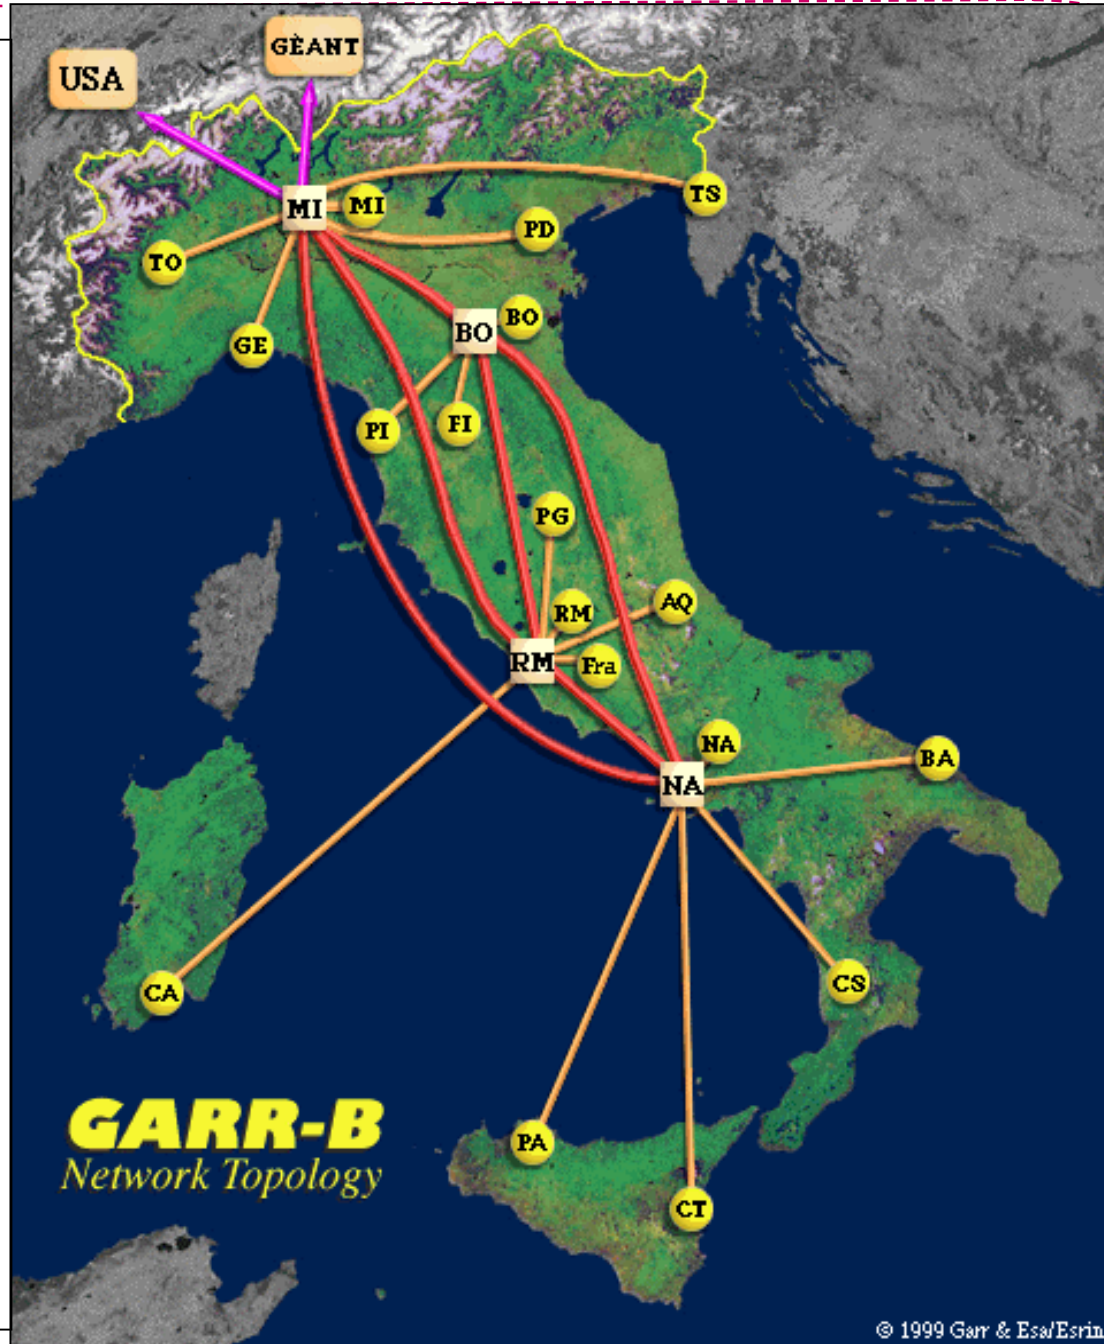 GÈANT
USA
TS
MI
MI
PD
TO
BO
BO
GE
PI
FI
PG
AQ
RM
RM
Fra
NA
BA
NA
CS
CA
GARR-B
PA
Network Topology
CT
© 1999 Garr & Esa/Esrin